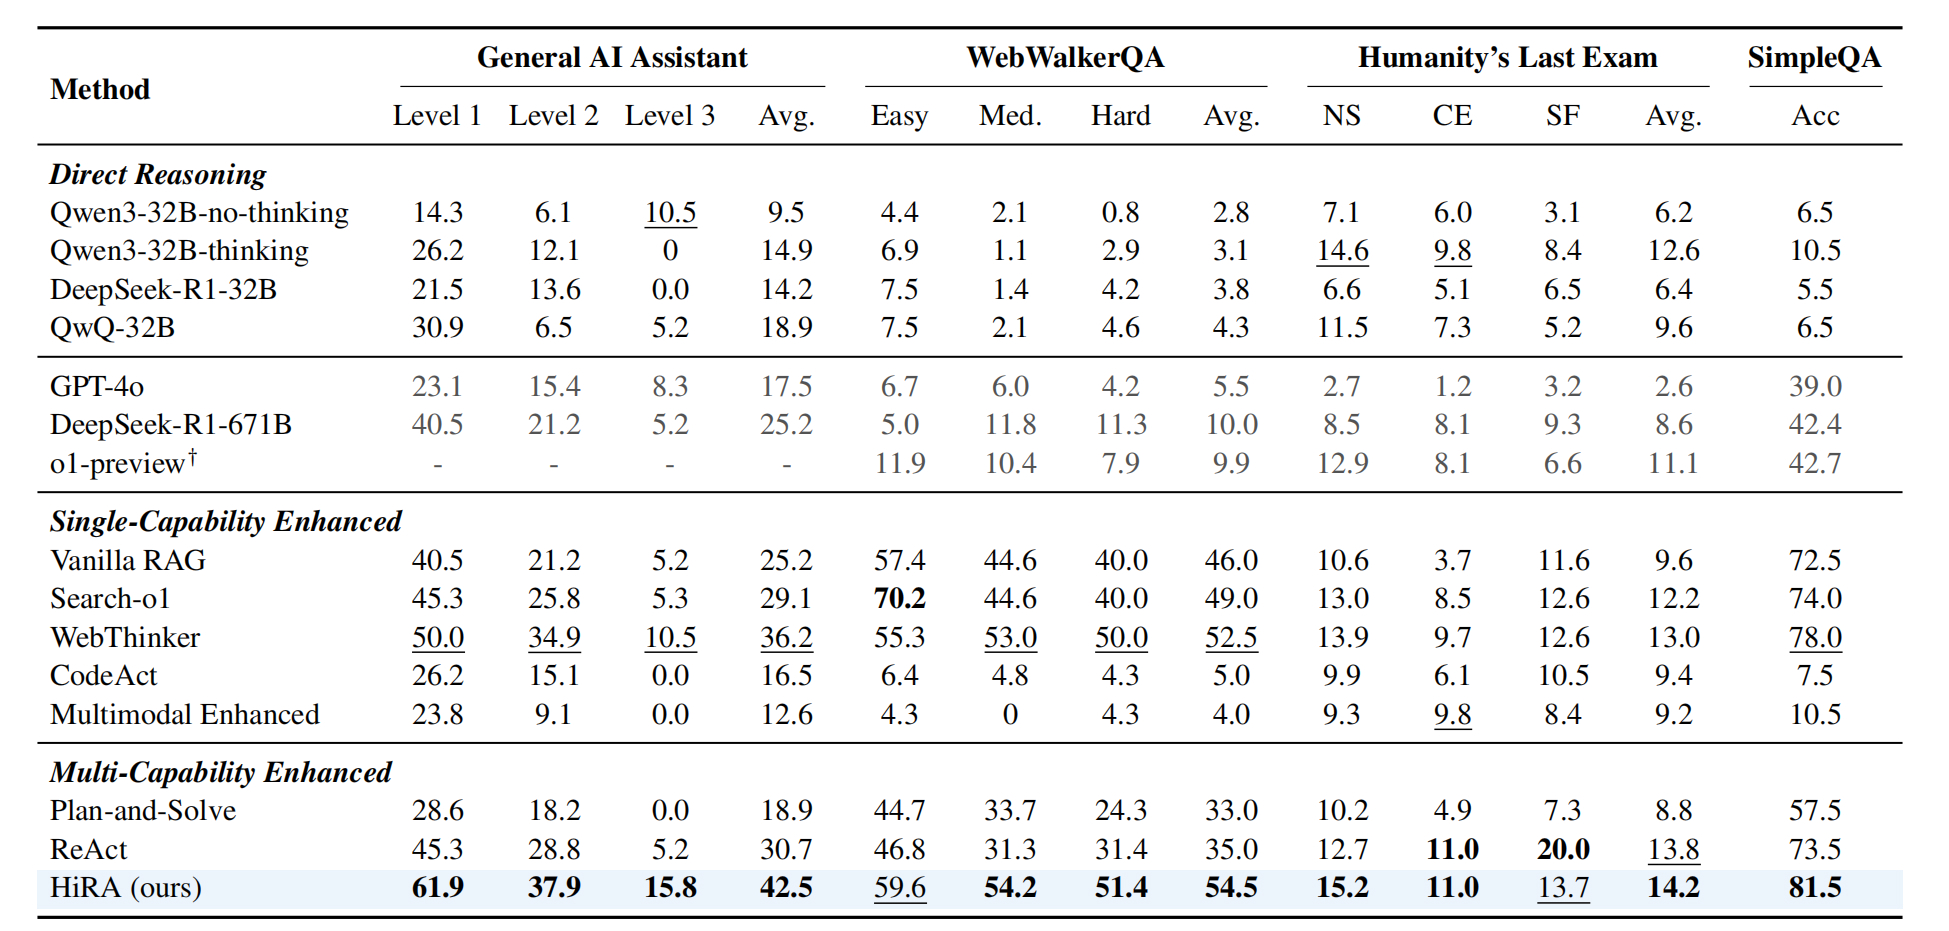 Method General AI Assistant WebWalkerQA Humanity's Last Exam SimpleQA
Level 1 Level 2 Level 3 Avg. Easy Med. Hard Avg. NS CE SF Avg. Acc
Direct Reasoning
Qwen3-32B-no-thinking 14.3 6.1 10.5 9.5 4.4 2.1 0.8 2.8 7.1 6.0 3.1 6.2 6.5
Qwen3-32B-thinking 26.2 12.1 0 14.9 6.9 1.1 2.9 3.1 14.6 9.8 8.4 12.6 10.5
DeepSeek-R1-32B 21.5 13.6 0.0 14.2 7.5 1.4 4.2 3.8 6.6 5.1 6.5 6.4 5.5
QwQ-32B 30.9 6.5 5.2 18.9 7.5 2.1 4.6 4.3 11.5 7.3 5.2 9.6 6.5
GPT-4o 23.1 15.4 8.3 17.5 6.7 6.0 4.2 5.5 2.7 1.2 3.2 2.6 39.0
DeepSeek-R1-671B 40.5 21.2 5.2 25.2 5.0 11.8 11.3 10.0 8.5 8.1 9.3 8.6 42.4
o1-preview† - - - - 11.9 10.4 7.9 9.9 12.9 8.1 6.6 11.1 42.7
Single-Capability Enhanced
Vanilla RAG 40.5 21.2 5.2 25.2 57.4 44.6 40.0 46.0 10.6 3.7 11.6 9.6 72.5
Search-o1 45.3 25.8 5.3 29.1 70.2 44.6 40.0 49.0 13.0 8.5 12.6 12.2 74.0
WebThinker 50.0 34.9 10.5 36.2 55.3 53.0 50.0 52.5 13.9 9.7 12.6 13.0 78.0
CodeAct 26.2 15.1 0.0 16.5 6.4 4.8 4.3 5.0 9.9 6.1 10.5 9.4 7.5
Multimodal Enhanced 23.8 9.1 0.0 12.6 4.3 0 4.3 4.0 9.3 9.8 8.4 9.2 10.5
Multi-Capability Enhanced
Plan-and-Solve 28.6 18.2 0.0 18.9 44.7 33.7 24.3 33.0 10.2 4.9 7.3 8.8 57.5
ReAct 45.3 28.8 5.2 30.7 46.8 31.3 31.4 35.0 12.7 11.0 20.0 13.8 73.5
HiRA (ours) 61.9 37.9 15.8 42.5 59.6 54.2 51.4 54.5 15.2 11.0 13.7 14.2 81.5